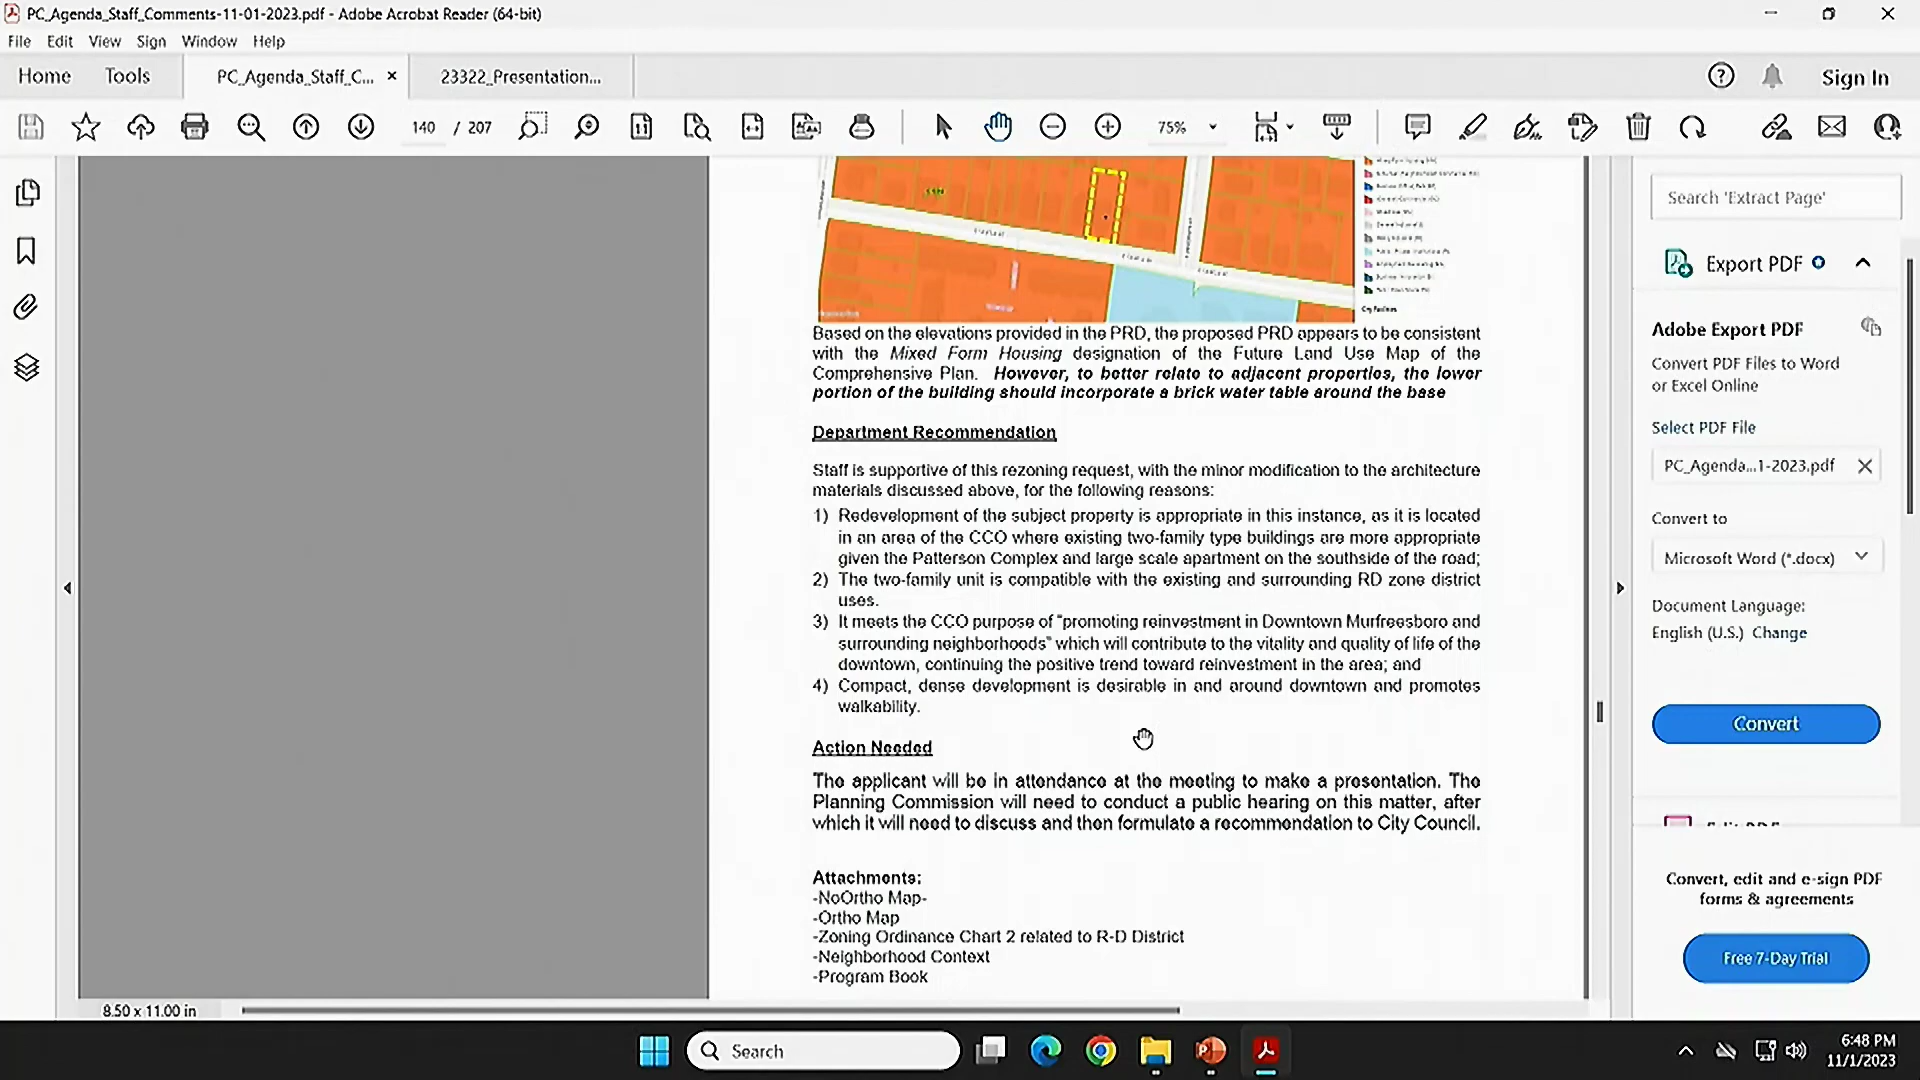 PC_Agenda_Staff_Comments-11-01-2023.pdf - Adobe Acrobat Reader (64-bit)
File Edit View Sign Window Help
Home Tools PC_Agenda_Staff_C... × 23322_Presentation... Sign In
140 / 207 75%
Search 'Extract Page'
Export PDF
Adobe Export PDF
Convert PDF Files to Word
or Excel Online
Select PDF File
PC_Agenda...1-2023.pdf
Convert to
Microsoft Word (*.docx)
Document Language:
English (U.S.) Change
Convert
Edit PDF
Convert, edit and e-sign PDF
forms & agreements
Free 7-Day Trial
Based on the elevations provided in the PRD, the proposed PRD appears to be consistent
with the Mixed Form Housing designation of the Future Land Use Map of the
Comprehensive Plan. However, to better relate to adjacent properties, the lower
portion of the building should incorporate a brick water table around the base
Department Recommendation
Staff is supportive of this rezoning request, with the minor modification to the architecture
materials discussed above, for the following reasons:
1) Redevelopment of the subject property is appropriate in this instance, as it is located
in an area of the CCO where existing two-family type buildings are more appropriate
given the Patterson Complex and large scale apartment on the southside of the road;
2) The two-family unit is compatible with the existing and surrounding RD zone district
uses.
3) It meets the CCO purpose of "promoting reinvestment in Downtown Murfreesboro and
surrounding neighborhoods" which will contribute to the vitality and quality of life of the
downtown, continuing the positive trend toward reinvestment in the area; and
4) Compact, dense development is desirable in and around downtown and promotes
walkability.
Action Needed
The applicant will be in attendance at the meeting to make a presentation. The
Planning Commission will need to conduct a public hearing on this matter, after
which it will need to discuss and then formulate a recommendation to City Council.
Attachments:
-NoOrtho Map-
-Ortho Map
-Zoning Ordinance Chart 2 related to R-D District
-Neighborhood Context
-Program Book
8.50 x 11.00 in
Search
6:48 PM
11/1/2023